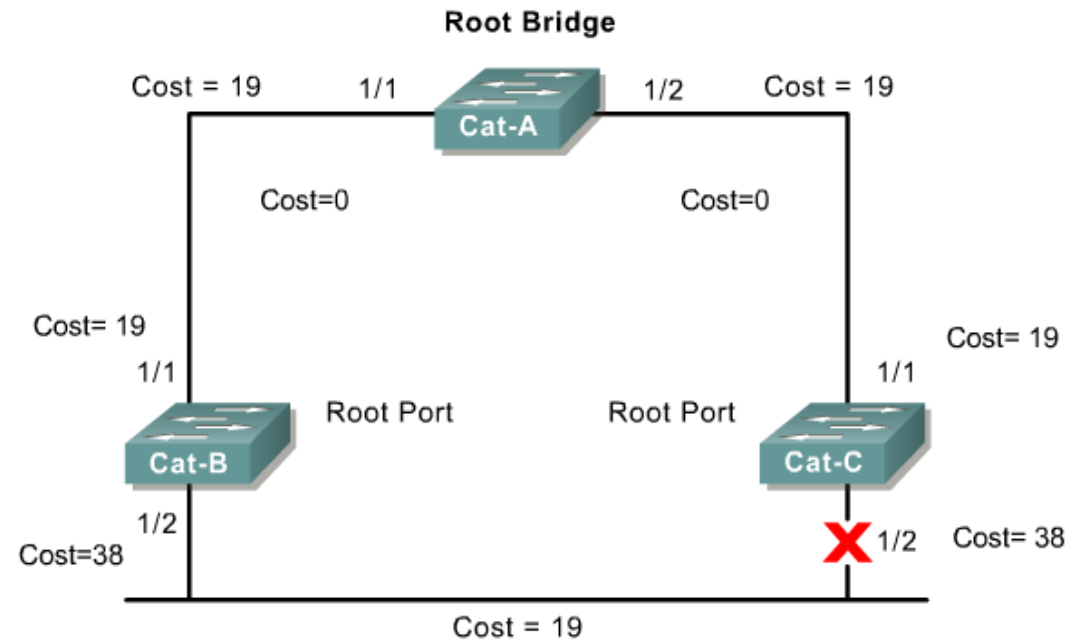 Root Bridge
Cost = 19
1/1
1/2
Cost = 19
Cat-A
Cost=0
Cost=0
Cost= 19
Cost= 19
1/1
1/1
Root Port
Root Port
Cat-B
Cat-C
1/2
1/2
Cost=38
Cost= 38
Cost = 19